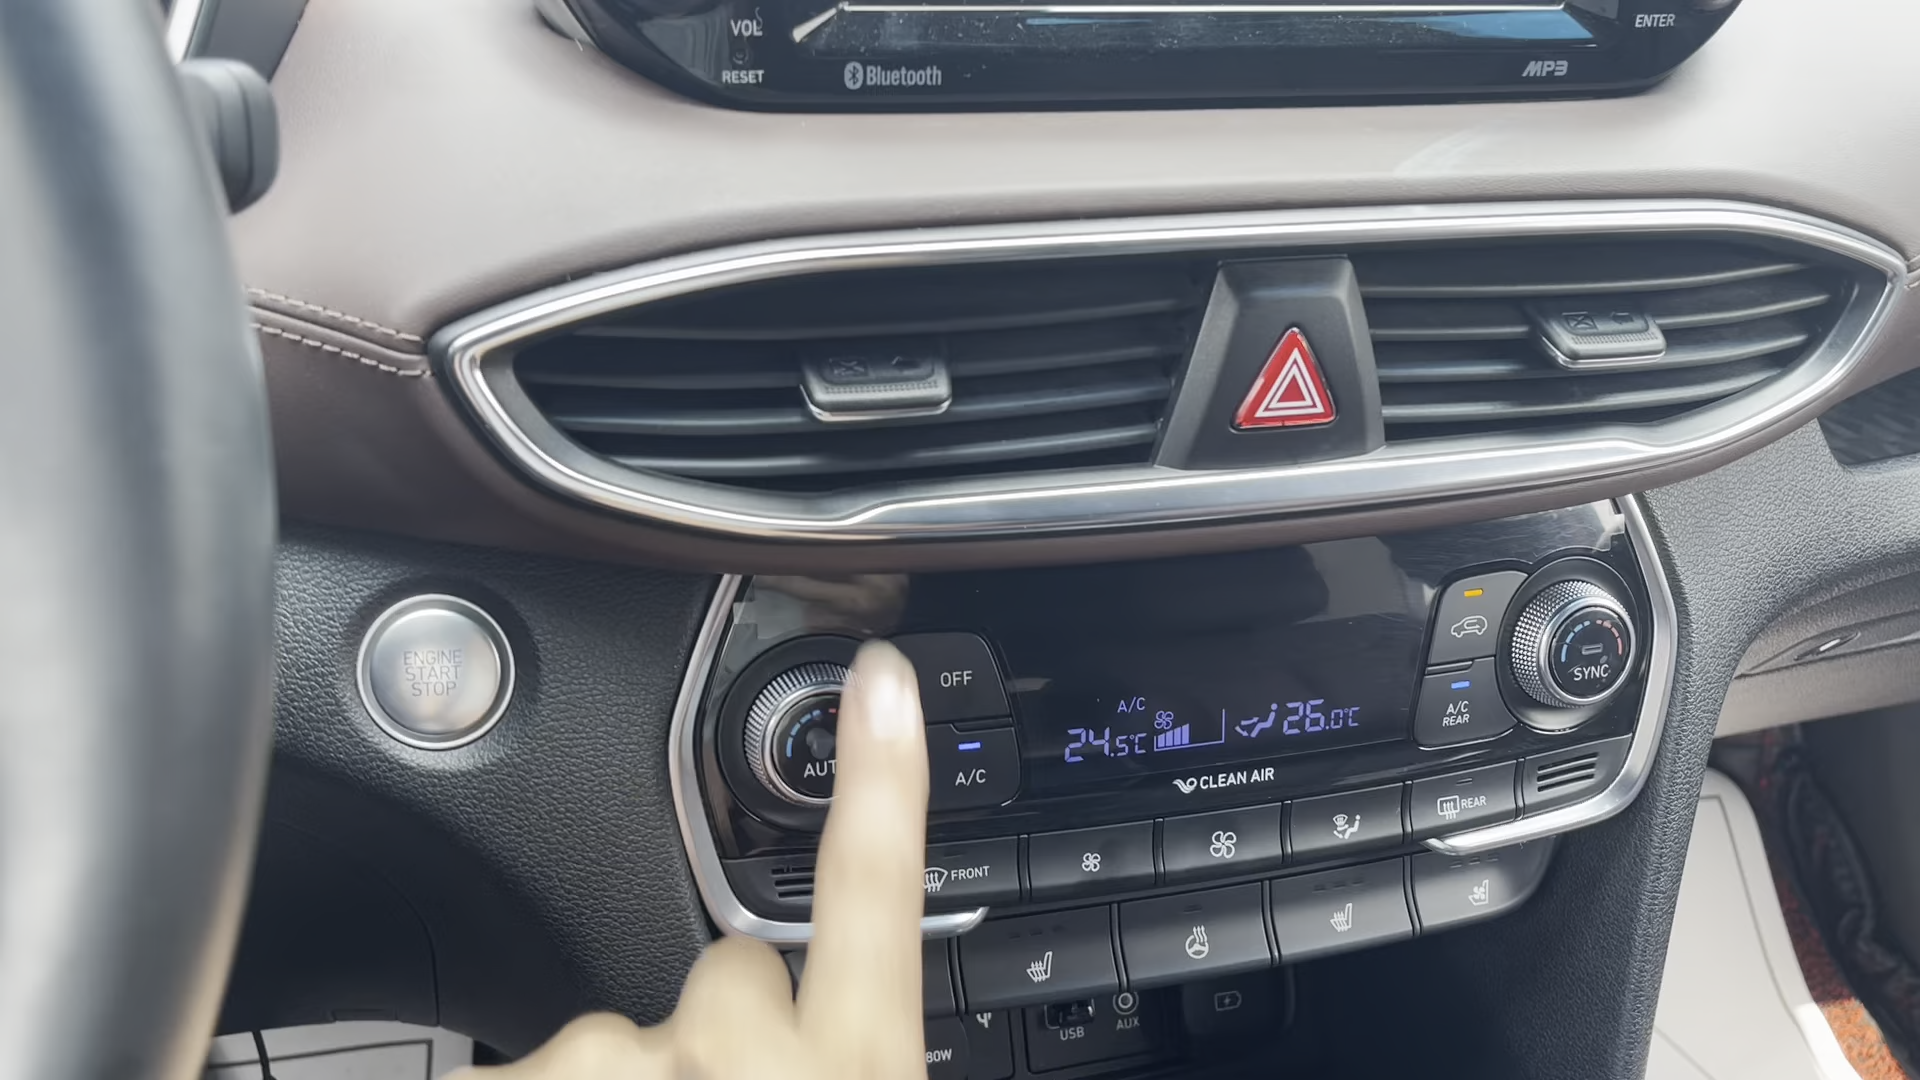 VOL
RESET
Bluetooth
MP3
ENTER
ENGINE
START
STOP
OFF
A/C
A/C
24.5°C
26.0°C
CLEAN AIR
A/C
REAR
SYNC
FRONT
REAR
USB
AUX